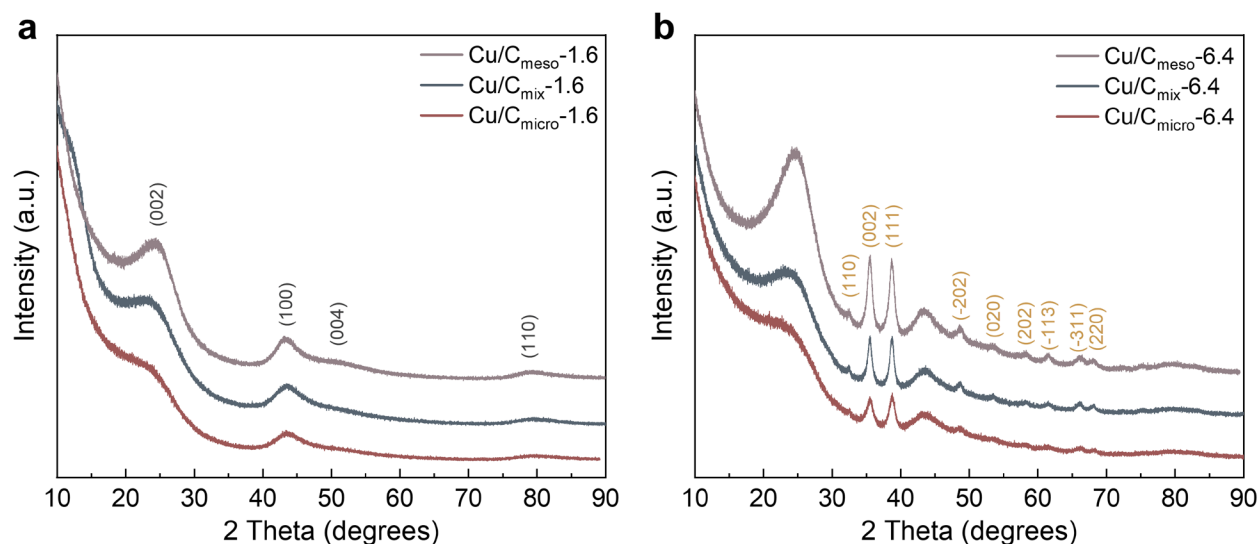 a
Cu/Cmeso-1.6
Cu/Cmix-1.6
Cu/Cmicro-1.6
(002)
(100)
(004)
(110)
Intensity (a.u.)
10 20 30 40 50 60 70 80 90
2 Theta (degrees)
b
Cu/Cmeso-6.4
Cu/Cmix-6.4
Cu/Cmicro-6.4
(110)
(002)
(111)
(-202)
(020)
(202)
(-113)
(-311)
(220)
Intensity (a.u.)
10 20 30 40 50 60 70 80 90
2 Theta (degrees)